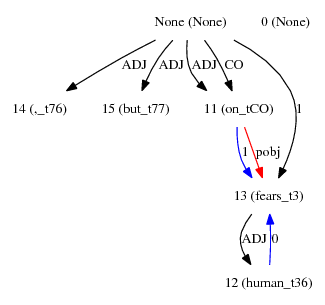 None (None) 0 (None)
ADJ ADJ ADJ CO
14 (,_t76) 15 (but_t77) 11 (on_tCO) 1
1 pobj
13 (fears_t3)
ADJ 0
12 (human_t36)